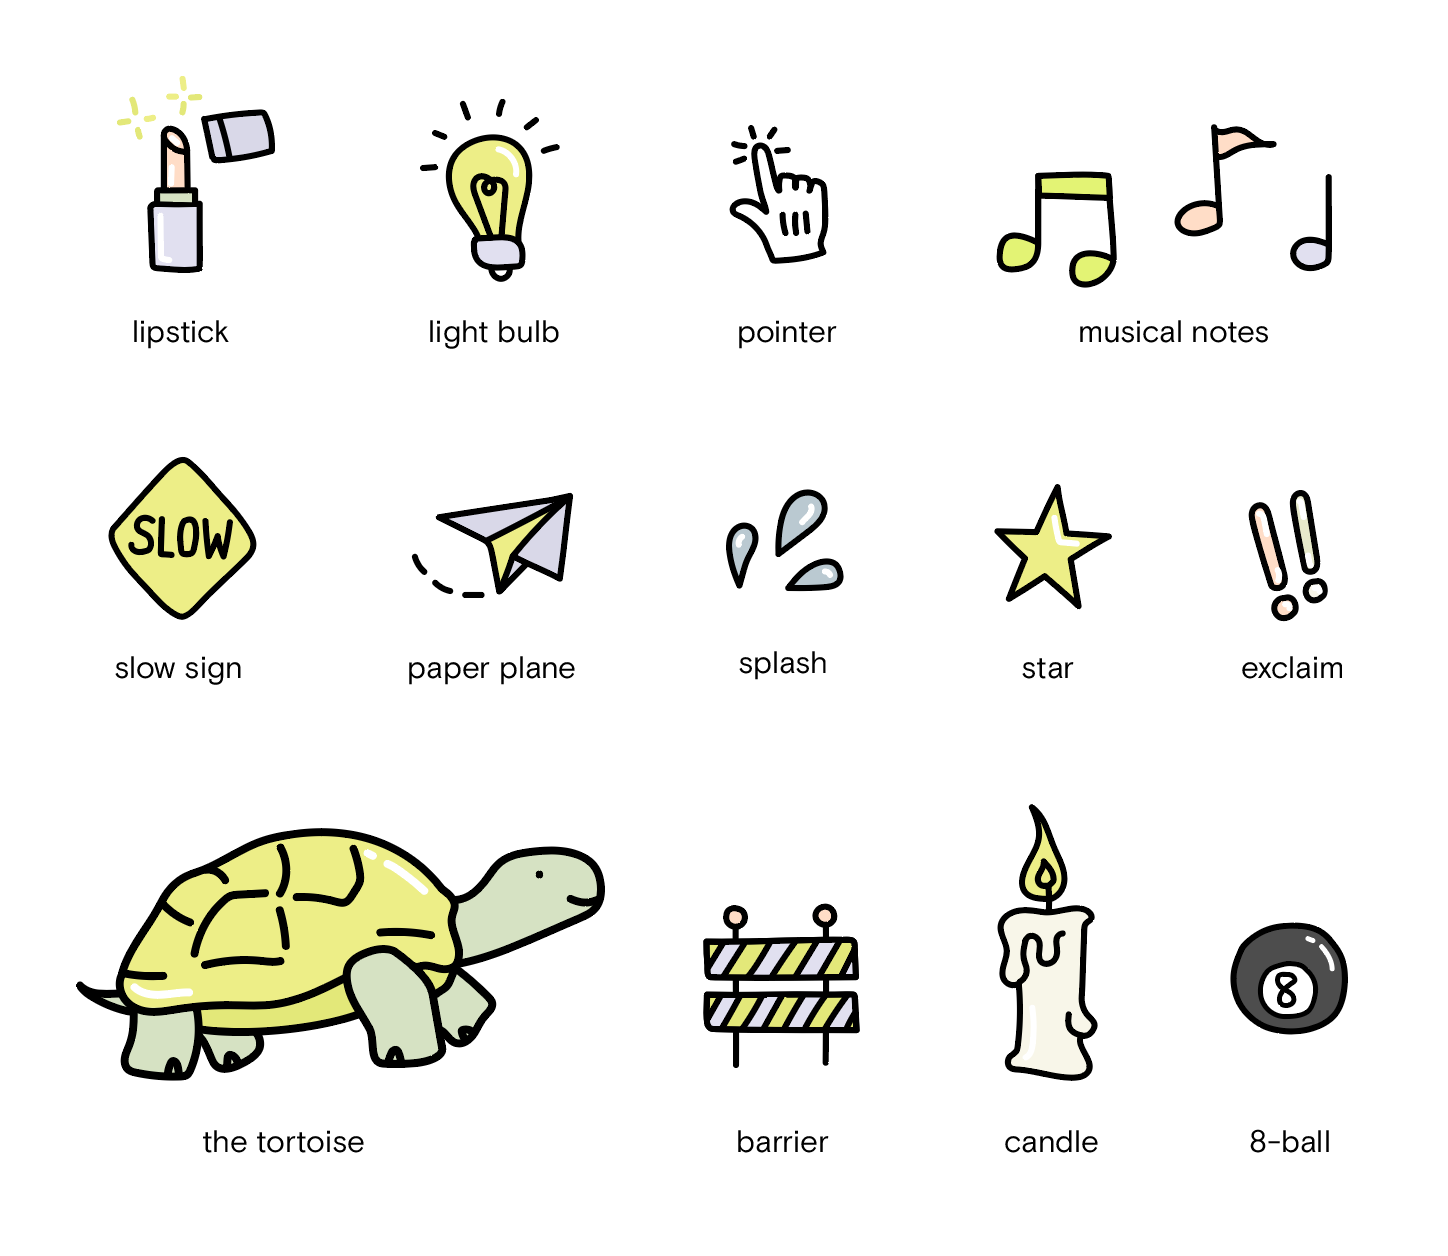 lipstick
light bulb
pointer
musical notes
SLOW
slow sign
paper plane
splash
star
exclaim
the tortoise
barrier
candle
8
8-ball